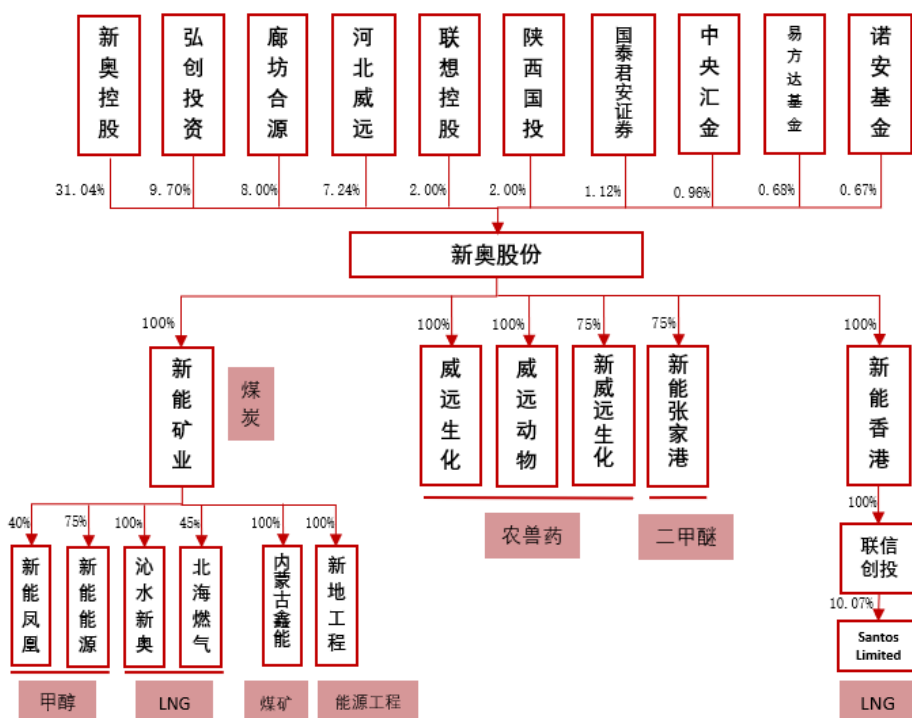 新奥控股
弘创投资
廊坊合源
河北威远
联想控股
陕西国投
国泰君安证券
中央汇金
易方达基金
诺安基金
31.04%
9.70%
8.00%
7.24%
2.00%
2.00%
1.12%
0.96%
0.68%
0.67%
新奥股份
100%
100%
100%
75%
75%
100%
新能矿业
煤炭
威远生化
威远动物
新威远生化
新能张家港
新能香港
农兽药
二甲醚
40%
75%
100%
45%
100%
100%
100%
新能凤凰
新能能源
沁水新奥
北海燃气
内蒙古鑫能
新地工程
联信
创投
10.07%
Santos
Limited
甲醇
LNG
煤矿
能源工程
LNG